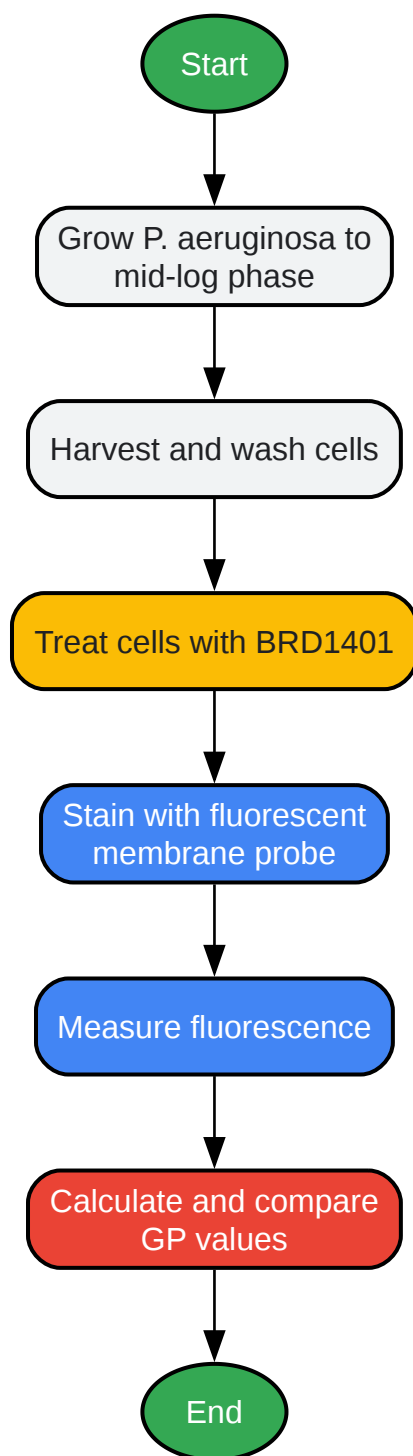 Start
Grow P. aeruginosa to
mid-log phase
Harvest and wash cells
Treat cells with BRD1401
Stain with fluorescent
membrane probe
Measure fluorescence
Calculate and compare
GP values
End